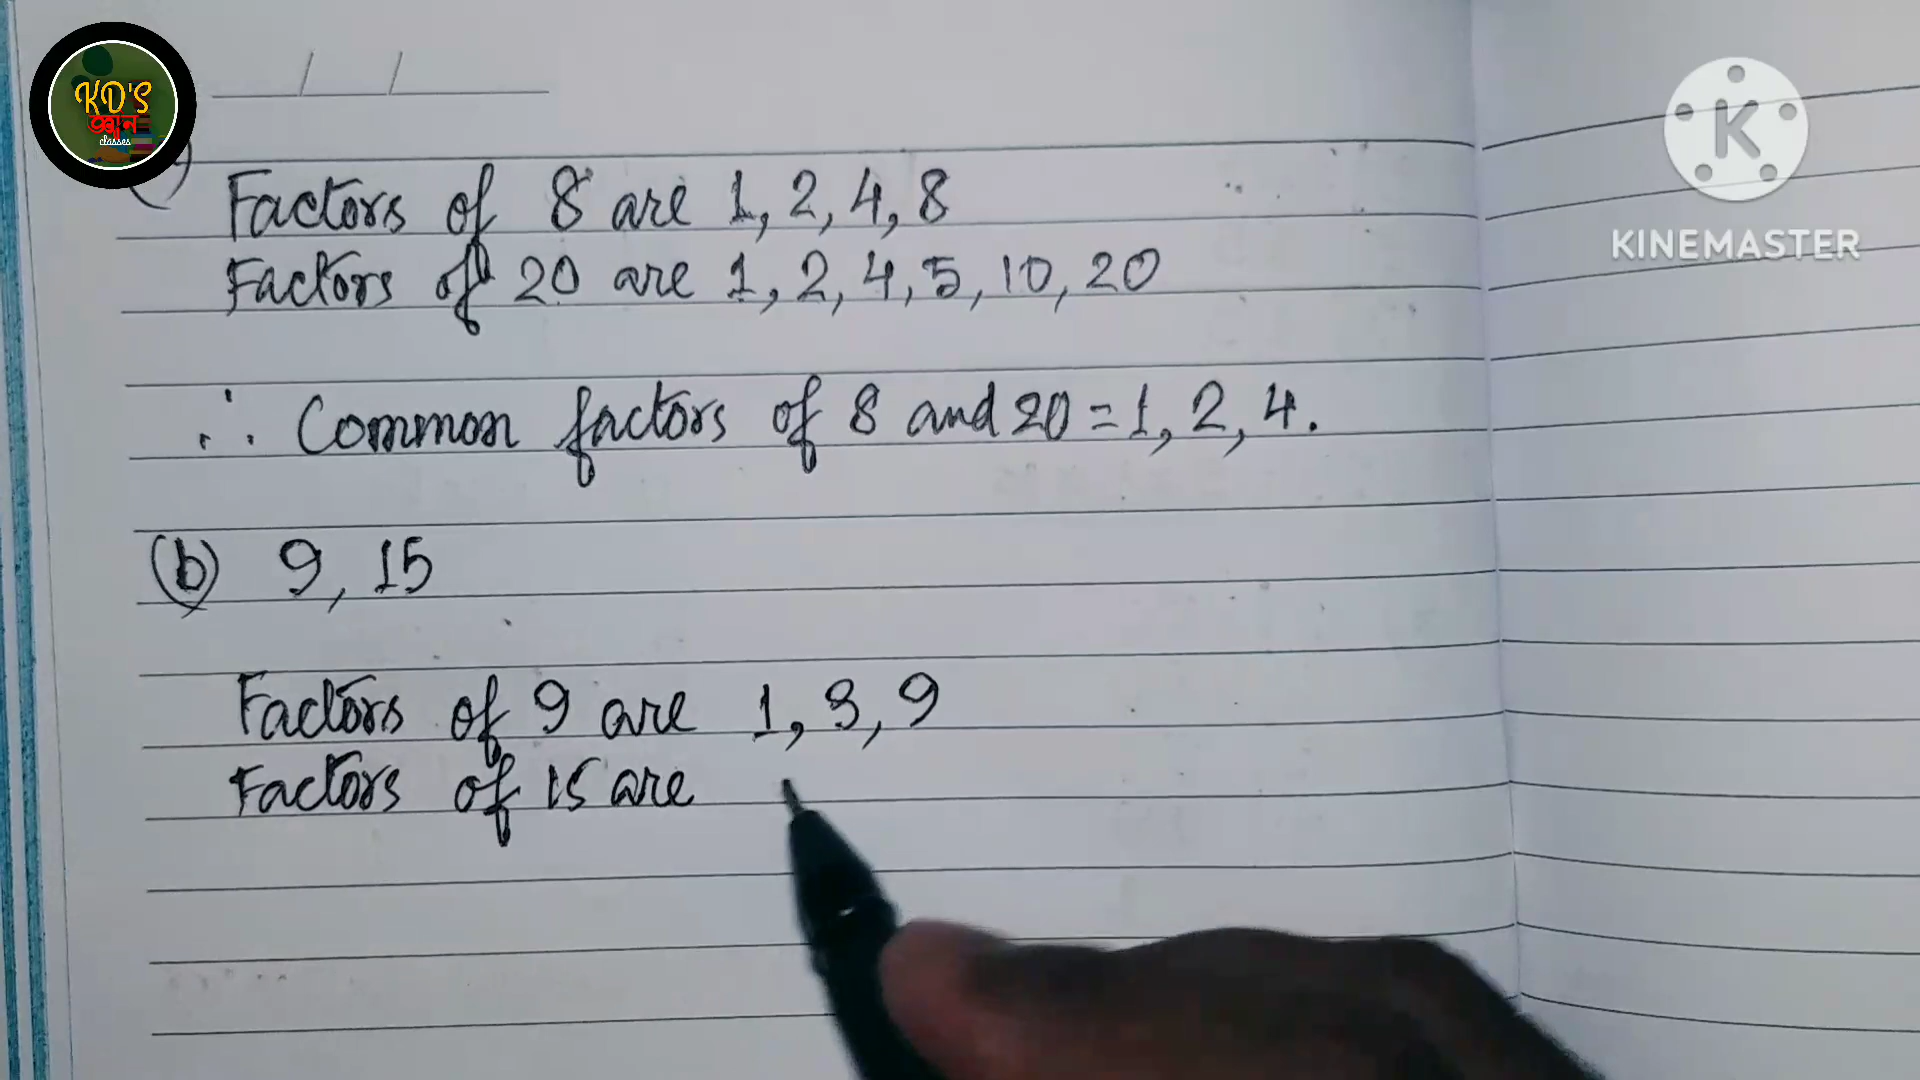 KD'S
জ্ঞান
classes
KINEMASTER
Factors of 8 are 1, 2, 4, 8
Factors of 20 are 1, 2, 4, 5, 10, 20
∴ Common factors of 8 and 20 = 1, 2, 4.
(b) 9, 15
Factors of 9 are 1, 3, 9
Factors of 15 are